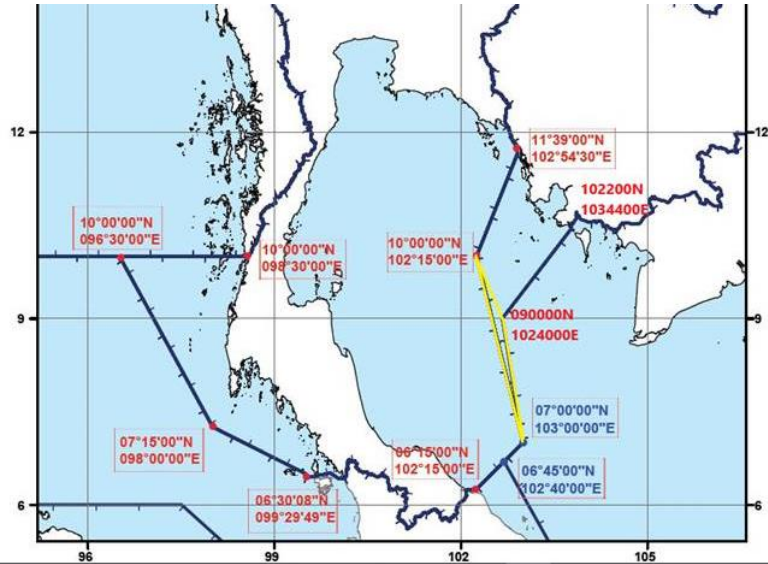 12
12
11°39'00"N
102°54'30"E
102200N
1034400E
10°00'00"N
096°30'00"E
10°00'00"N
098°30'00"E
10°00'00"N
102°15'00"E
9
9
090000N
1024000E
07°15'00"N
098°00'00"E
06°15'00"N
102°15'00"E
07°00'00"N
103°00'00"E
06°45'00"N
102°40'00"E
06°30'08"N
099°29'49"E
6
6
96
99
102
105